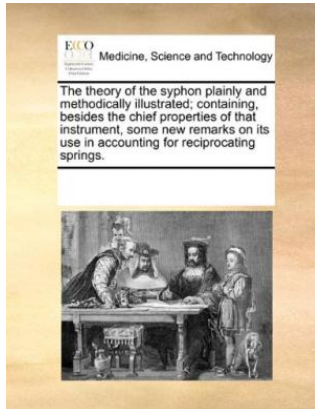 ECCO
Medicine, Science and Technology
The theory of the syphon plainly and
methodically illustrated; containing,
besides the chief properties of that
instrument, some new remarks on its
use in accounting for reciprocating
springs.